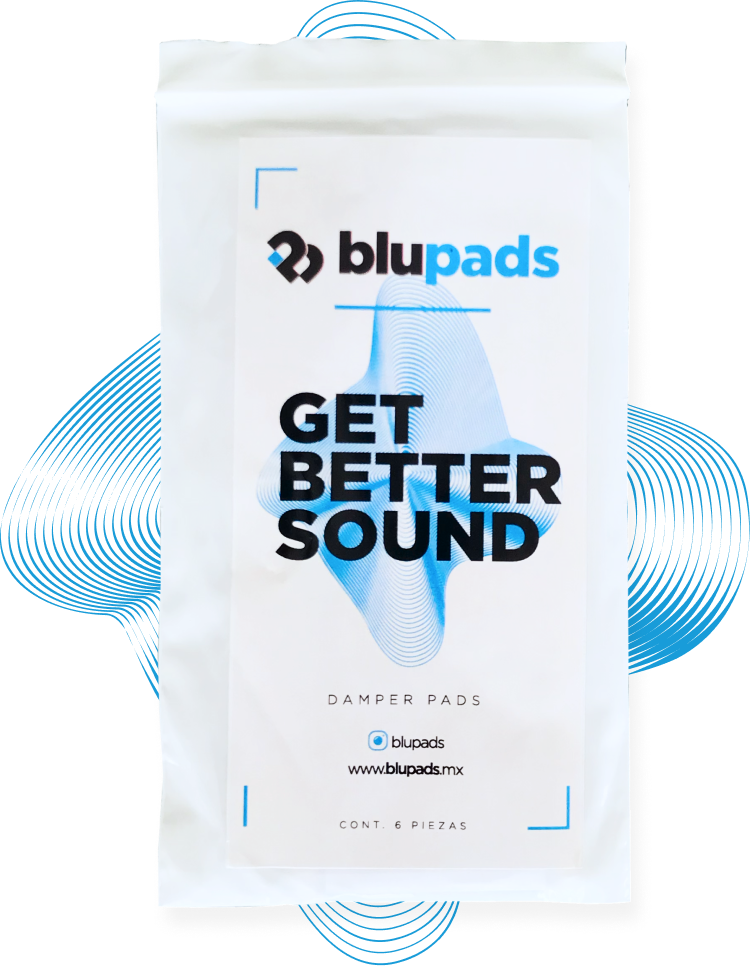 blupads
GET
BETTER
SOUND
DAMPER PADS
blupads
www.blupads.mx
CONT. 6 PIEZAS